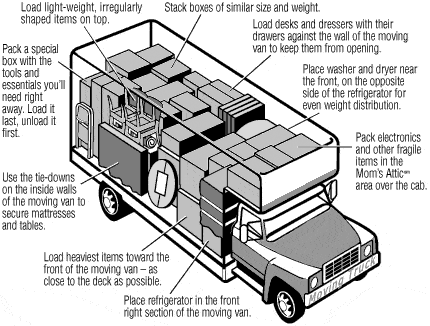 Load light-weight, irregularly
shaped items on top.
Stack boxes of similar size and weight.
Load desks and dressers with their
drawers against the wall of the moving
van to keep them from opening.
Pack a special
box with the
tools and
essentials you'll
need right
away. Load it
last, unload it
first.
Place washer and dryer near
the front, on the opposite
side of the refrigerator for
even weight distribution.
Pack electronics
and other fragile
items in the
Mom's Attic℠
area over the cab.
Use the tie-downs
on the inside walls
of the moving van to
secure mattresses
and tables.
Load heaviest items toward the
front of the moving van – as
close to the deck as possible.
Place refrigerator in the front
right section of the moving van.
Moving Truck